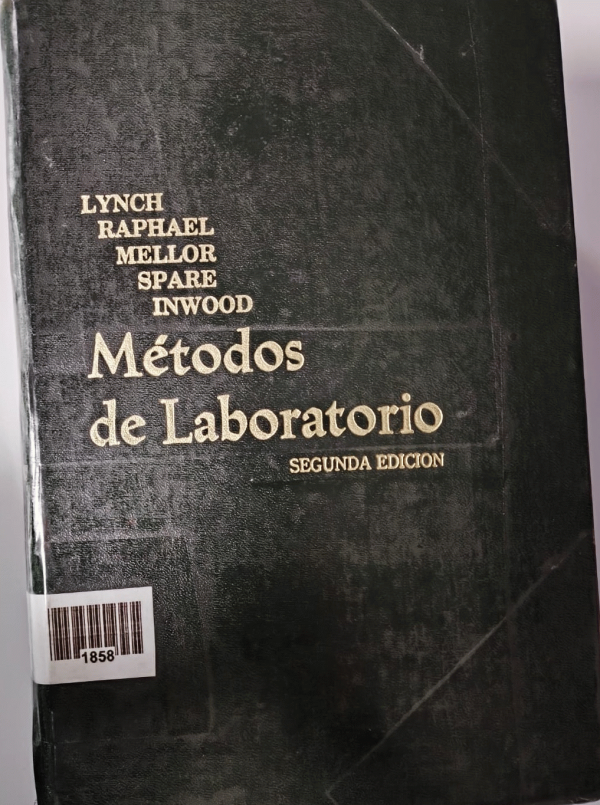 LYNCH
RAPHAEL
MELLOR
SPARE
INWOOD
Métodos
de Laboratorio
SEGUNDA EDICION
1858